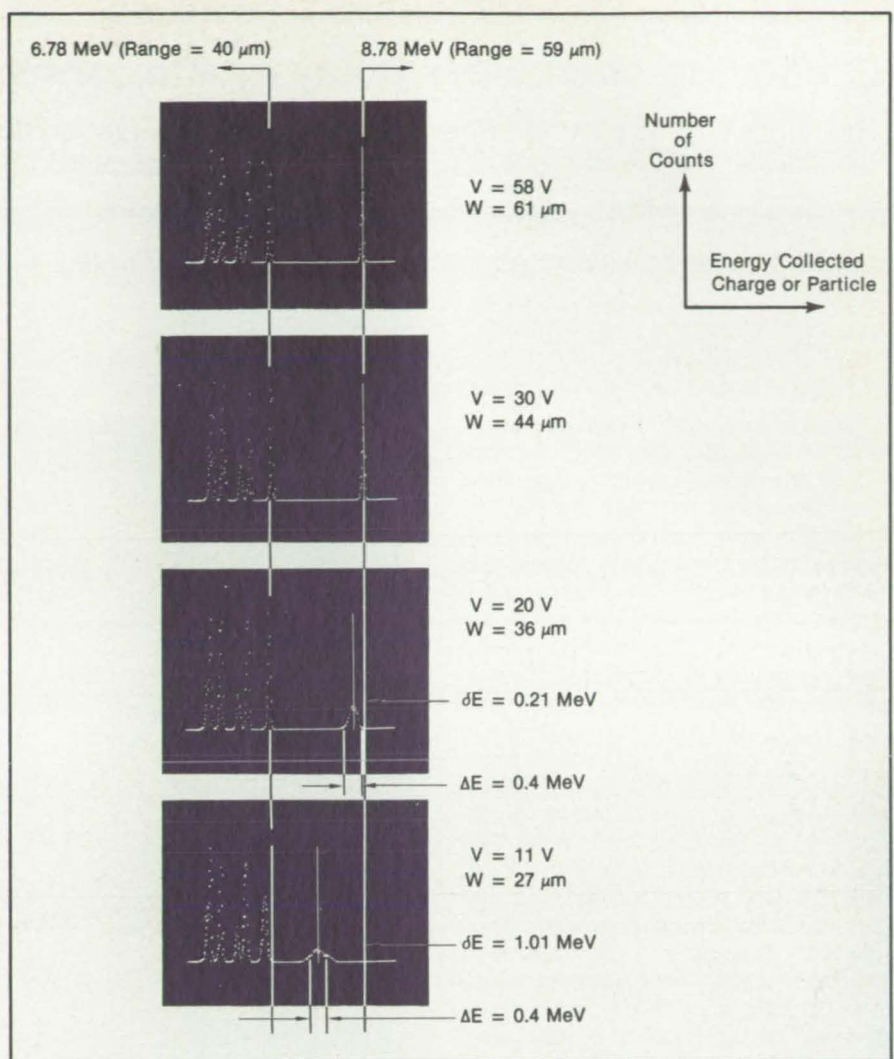 6.78 MeV (Range = 40 μm)
8.78 MeV (Range = 59 μm)
Number
of
Counts
Energy Collected
Charge or Particle
V = 58 V
W = 61 μm
V = 30 V
W = 44 μm
V = 20 V
W = 36 μm
δE = 0.21 MeV
ΔE = 0.4 MeV
V = 11 V
W = 27 μm
δE = 1.01 MeV
ΔE = 0.4 MeV